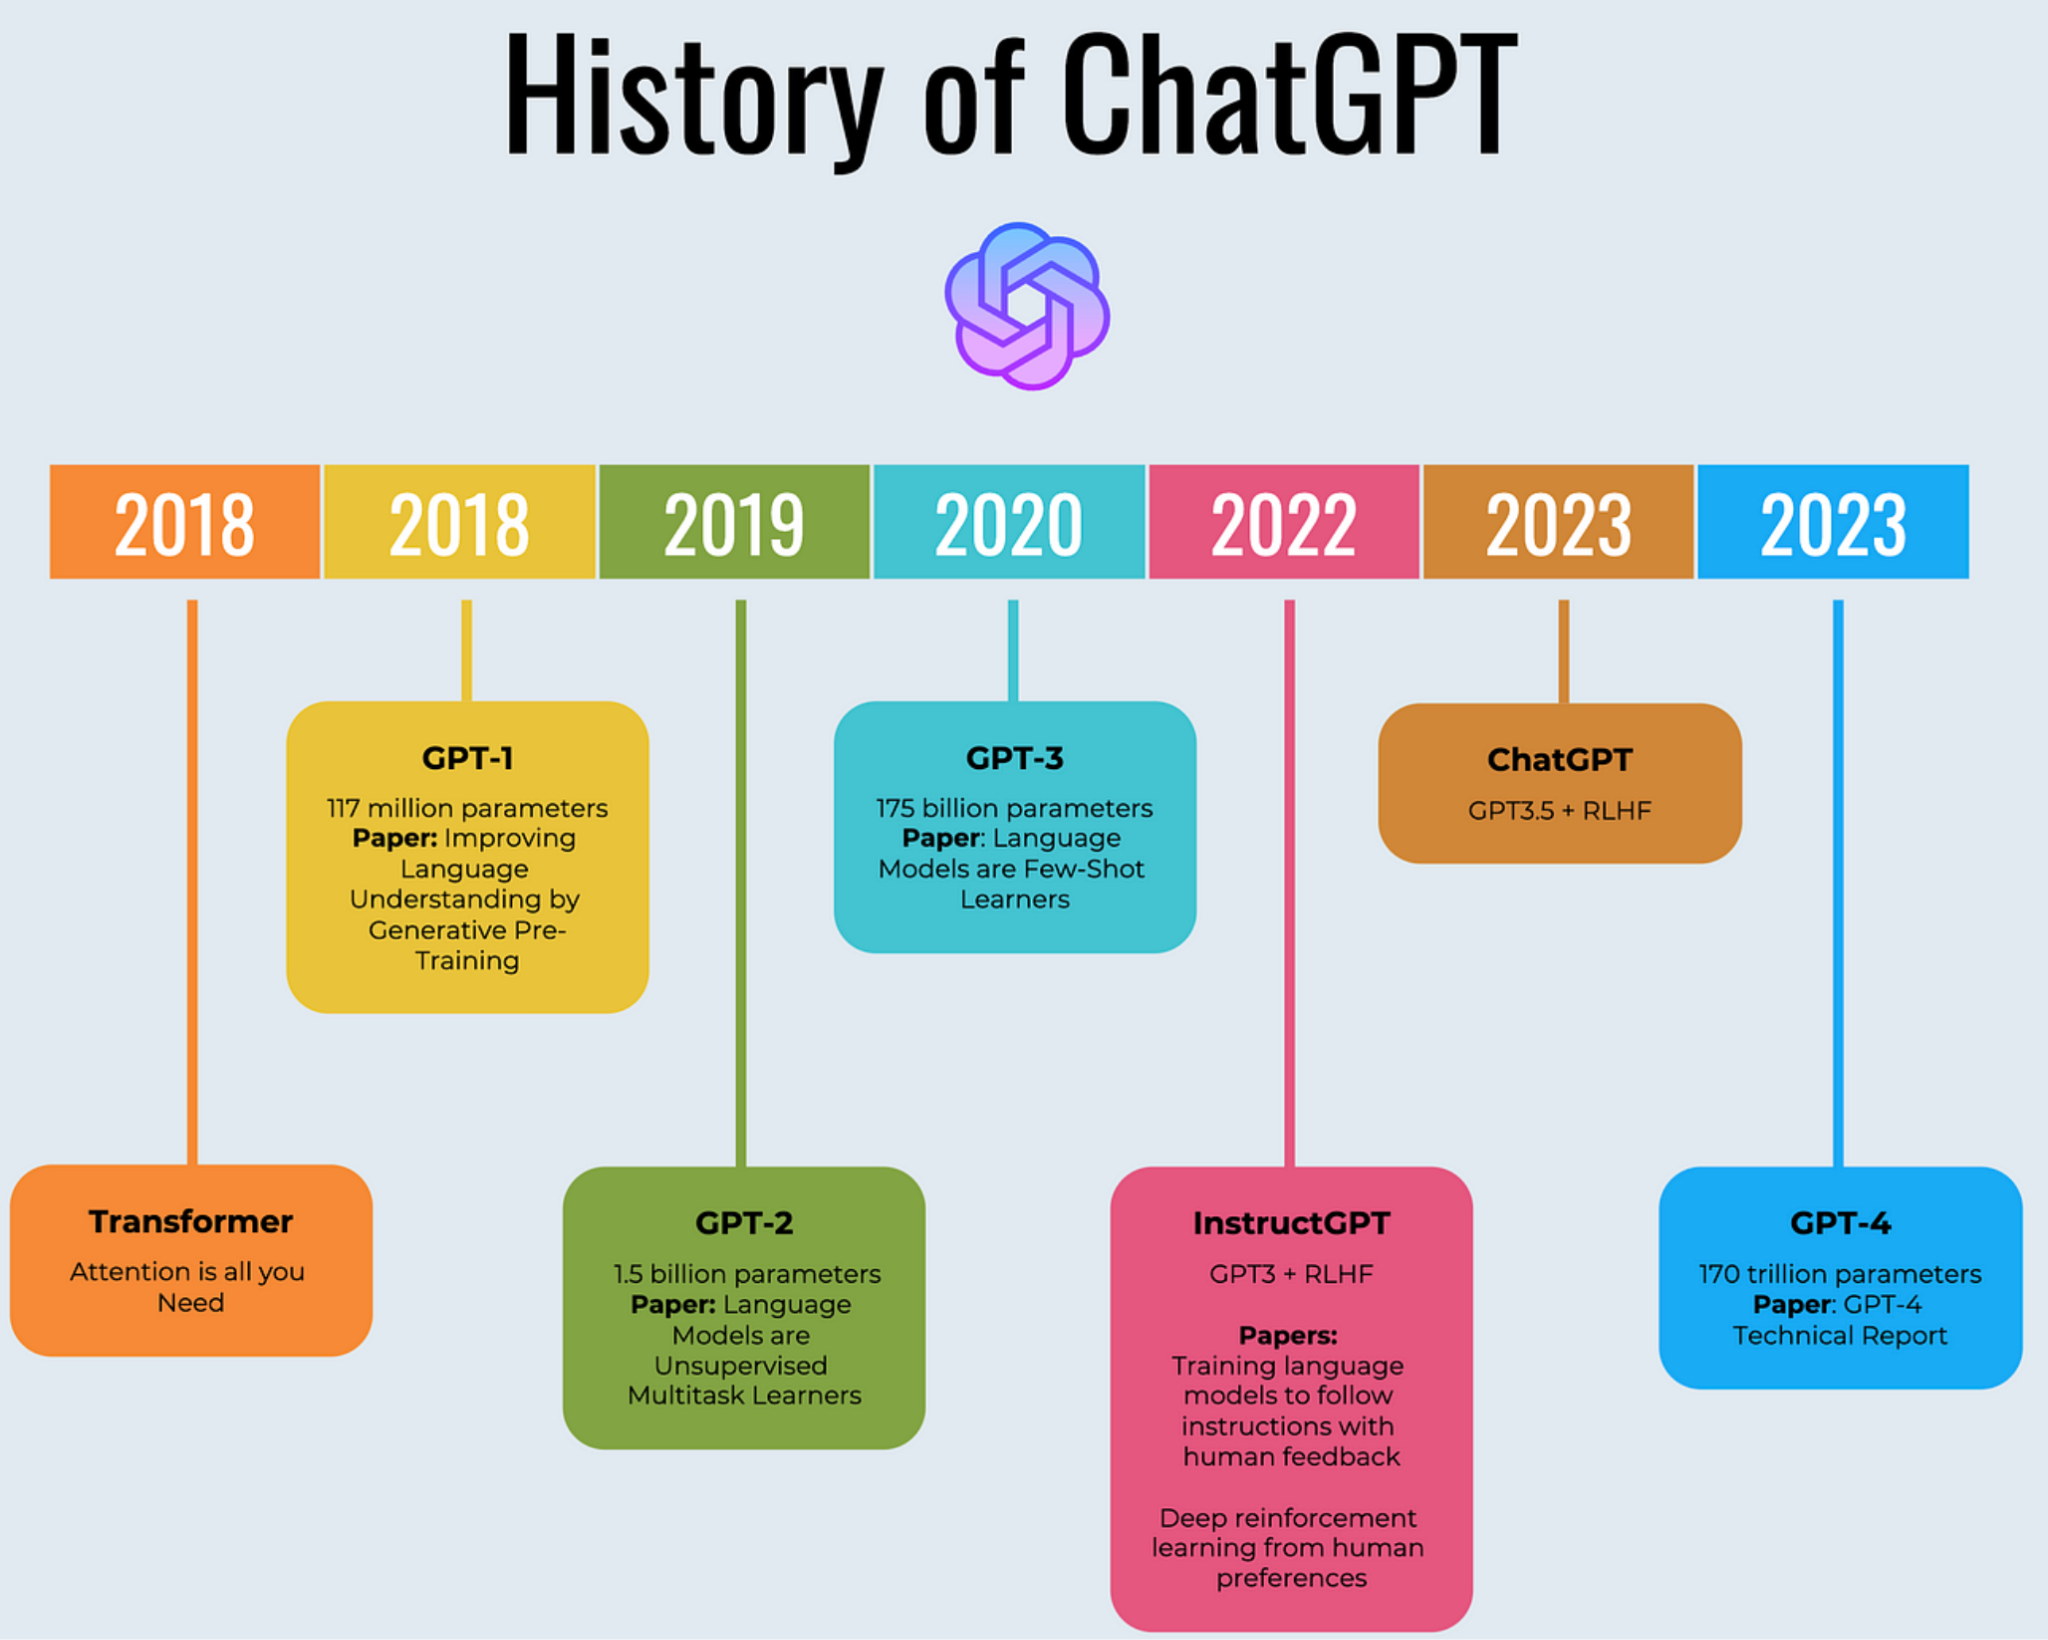 History of ChatGPT
2018
2018
2019
2020
2022
2023
2023
GPT-1
117 million parameters
Paper: Improving
Language
Understanding by
Generative Pre-
Training
GPT-3
175 billion parameters
Paper: Language
Models are Few-Shot
Learners
ChatGPT
GPT3.5 + RLHF
Transformer
Attention is all you
Need
GPT-2
1.5 billion parameters
Paper: Language
Models are
Unsupervised
Multitask Learners
InstructGPT
GPT3 + RLHF
Papers:
Training language
models to follow
instructions with
human feedback
Deep reinforcement
learning from human
preferences
GPT-4
170 trillion parameters
Paper: GPT-4
Technical Report